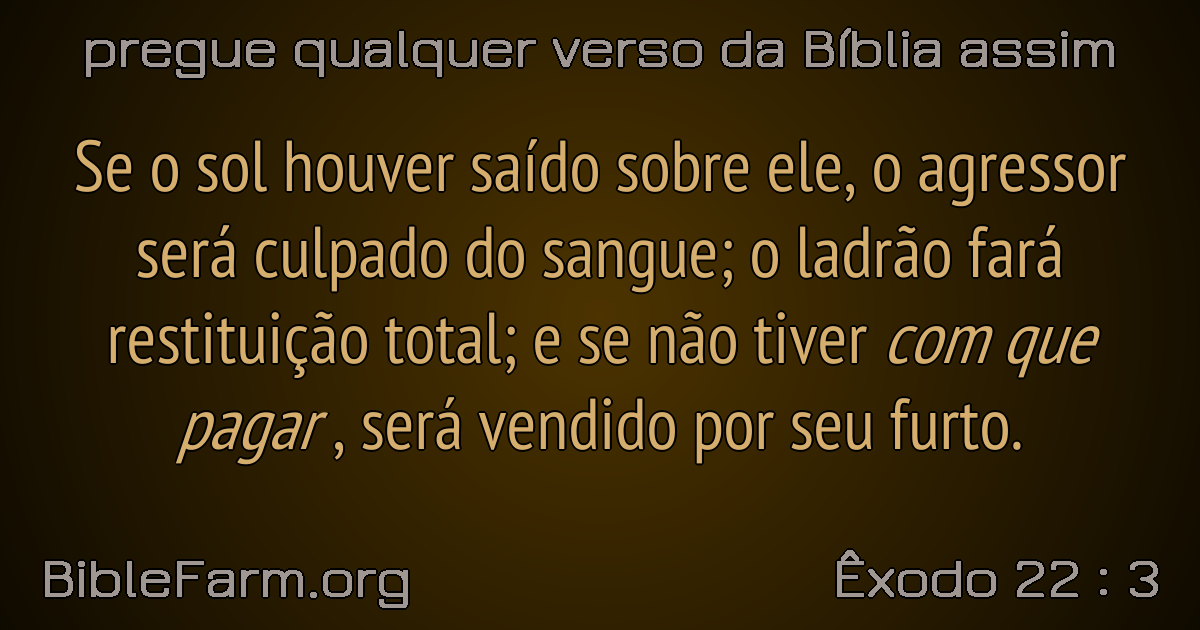 pregue qualquer verso da Bíblia assim
Se o sol houver saído sobre ele, o agressor
será culpado do sangue; o ladrão fará
restituição total; e se não tiver com que
pagar , será vendido por seu furto.
BibleFarm.org
Êxodo 22 : 3